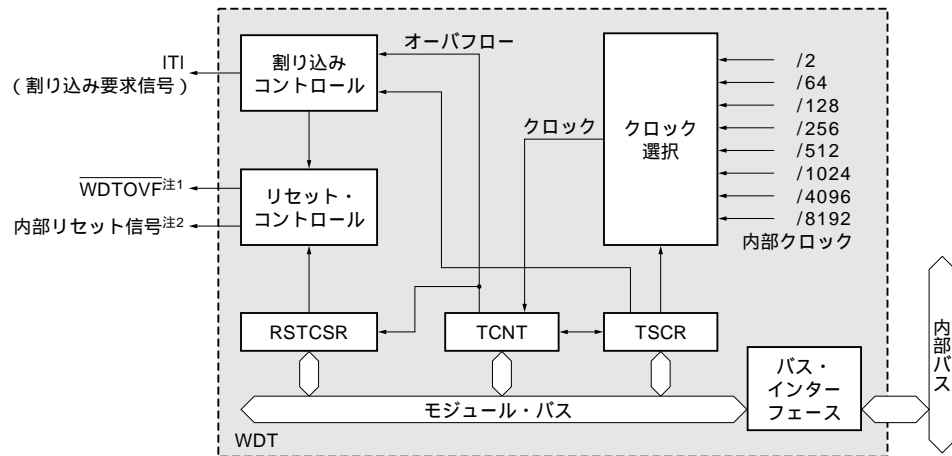 オーバフロー
ITI
(割り込み要求信号)
割り込み
コントロール
WDTOVF注1
内部リセット信号注2
リセット・
コントロール
クロック
クロック
選択
/2
/64
/128
/256
/512
/1024
/4096
/8192
内部クロック
RSTCSR
TCNT
TSCR
バス・
インター
フェース
内部バス
モジュール・バス
WDT